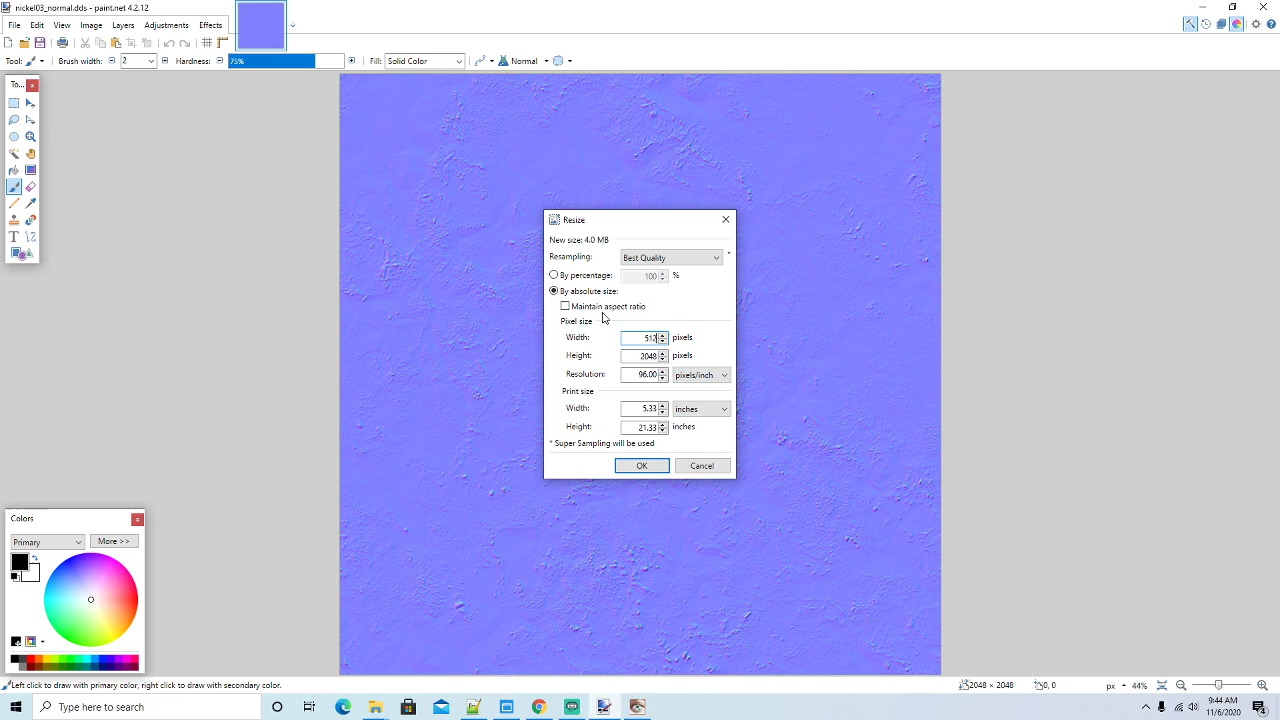 nickel03_normal.dds - paint.net 4.2.12
File Edit View Image Layers Adjustments Effects
Tool: Brush width: 2 Hardness: 75% Fill: Solid Color Normal
To... x
Resize
New size: 4.0 MB
Resampling: Best Quality *
By percentage: 100 %
By absolute size:
Maintain aspect ratio
Pixel size
Width: 512 pixels
Height: 2048 pixels
Resolution: 96.00 pixels/inch
Print size
Width: 5.33 inches
Height: 21.33 inches
* Super Sampling will be used
OK Cancel
Colors x
Primary More >>
Left click to draw with primary color, right click to draw with secondary color. 2048 × 2048 0, 0 px 44%
Type here to search
9:44 AM
11/6/2020